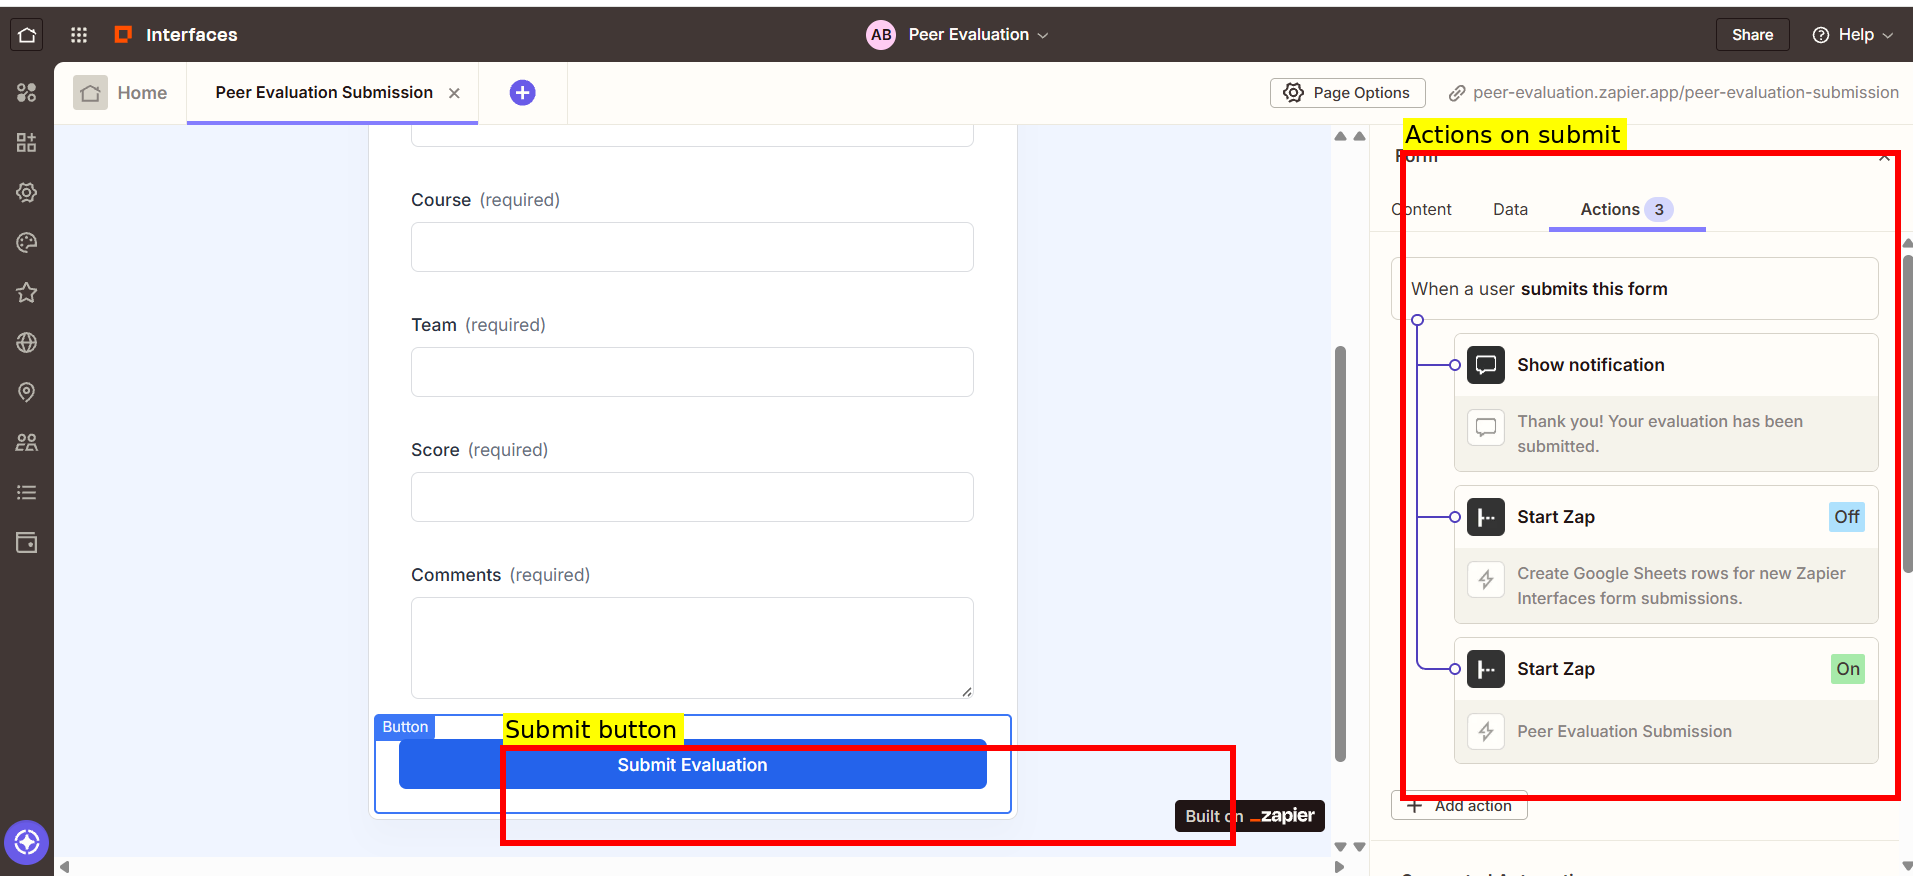 Interfaces
AB Peer Evaluation
Share
Help
Home
Peer Evaluation Submission
Page Options
peer-evaluation.zapier.app/peer-evaluation-submission
Course (required)
Team (required)
Score (required)
Comments (required)
Button
Submit button
Submit Evaluation
Built on zapier
Actions on submit
Form
Content
Data
Actions 3
When a user submits this form
Show notification
Thank you! Your evaluation has been
submitted.
Start Zap
Off
Create Google Sheets rows for new Zapier
Interfaces form submissions.
Start Zap
On
Peer Evaluation Submission
Add action